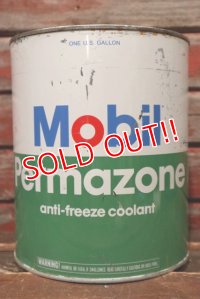 ONE U.S. GALLON
Mobil
SOLD OUT!!
Permazone
anti-freeze coolant
WARNING!